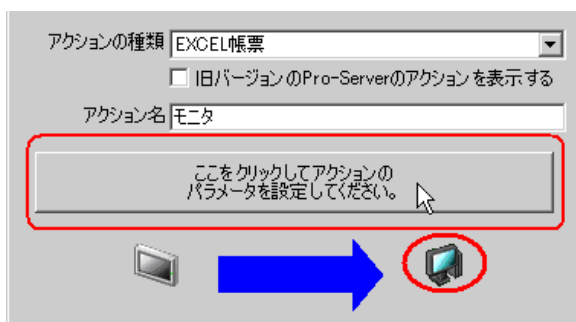 アクションの種類 EXCEL帳票
旧バージョンのPro-Serverのアクションを表示する
アクション名 モニタ
ここをクリックしてアクションの
パラメータを設定してください。